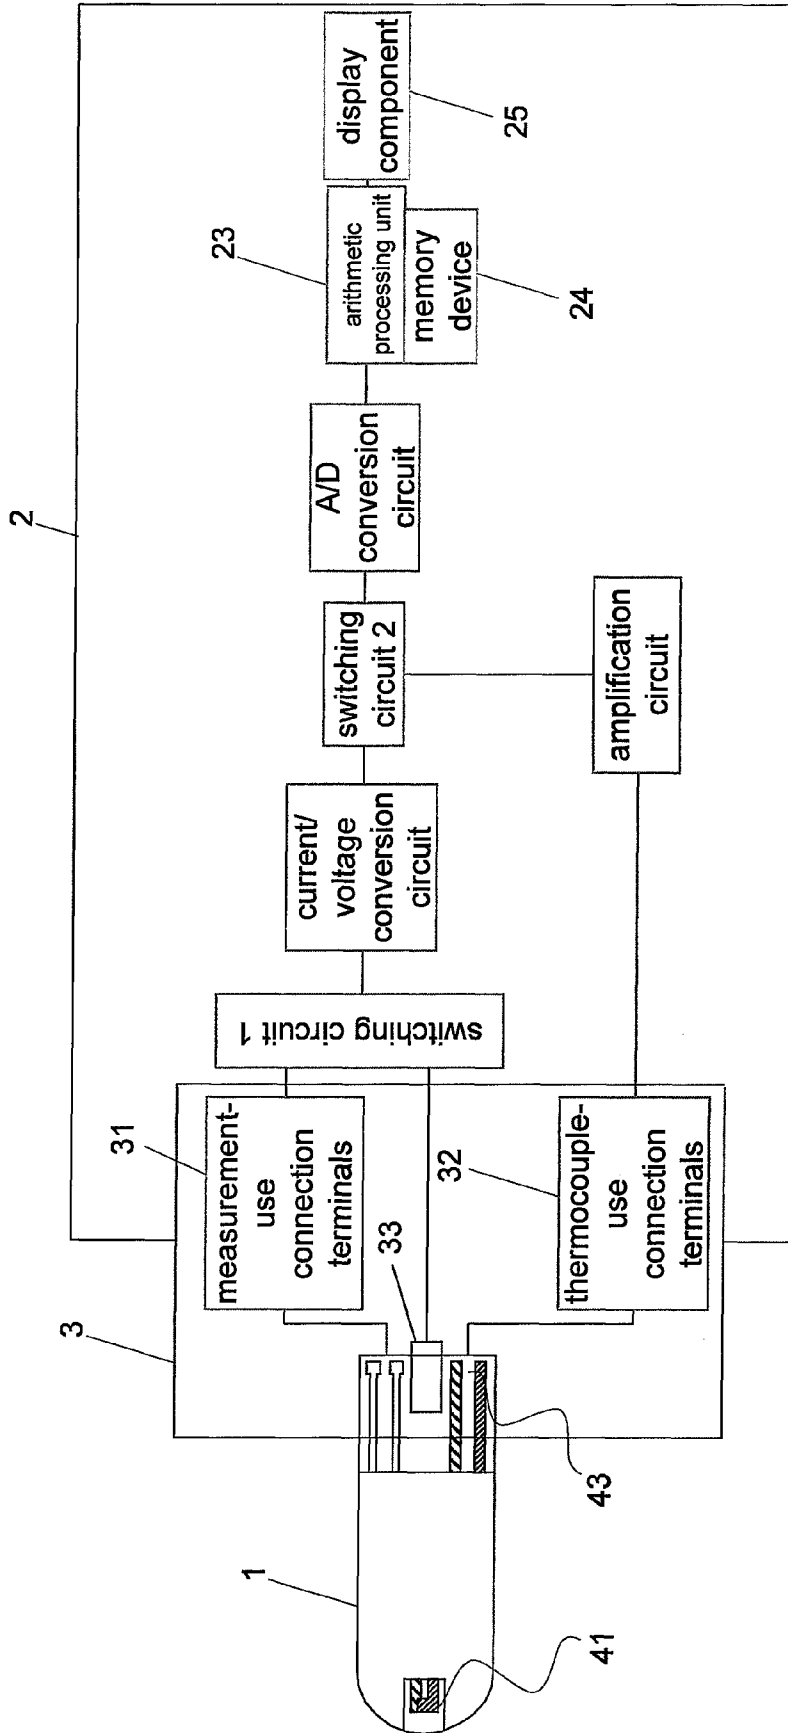 2
display
component
25
23
arithmetic
processing unit
memory
device
24
A/D
conversion
circuit
switching
circuit 2
amplification
circuit
current/
voltage
conversion
circuit
switching circuit 1
31
measurement-
use
connection
terminals
32
thermocouple-
use
connection
terminals
33
3
43
1
41